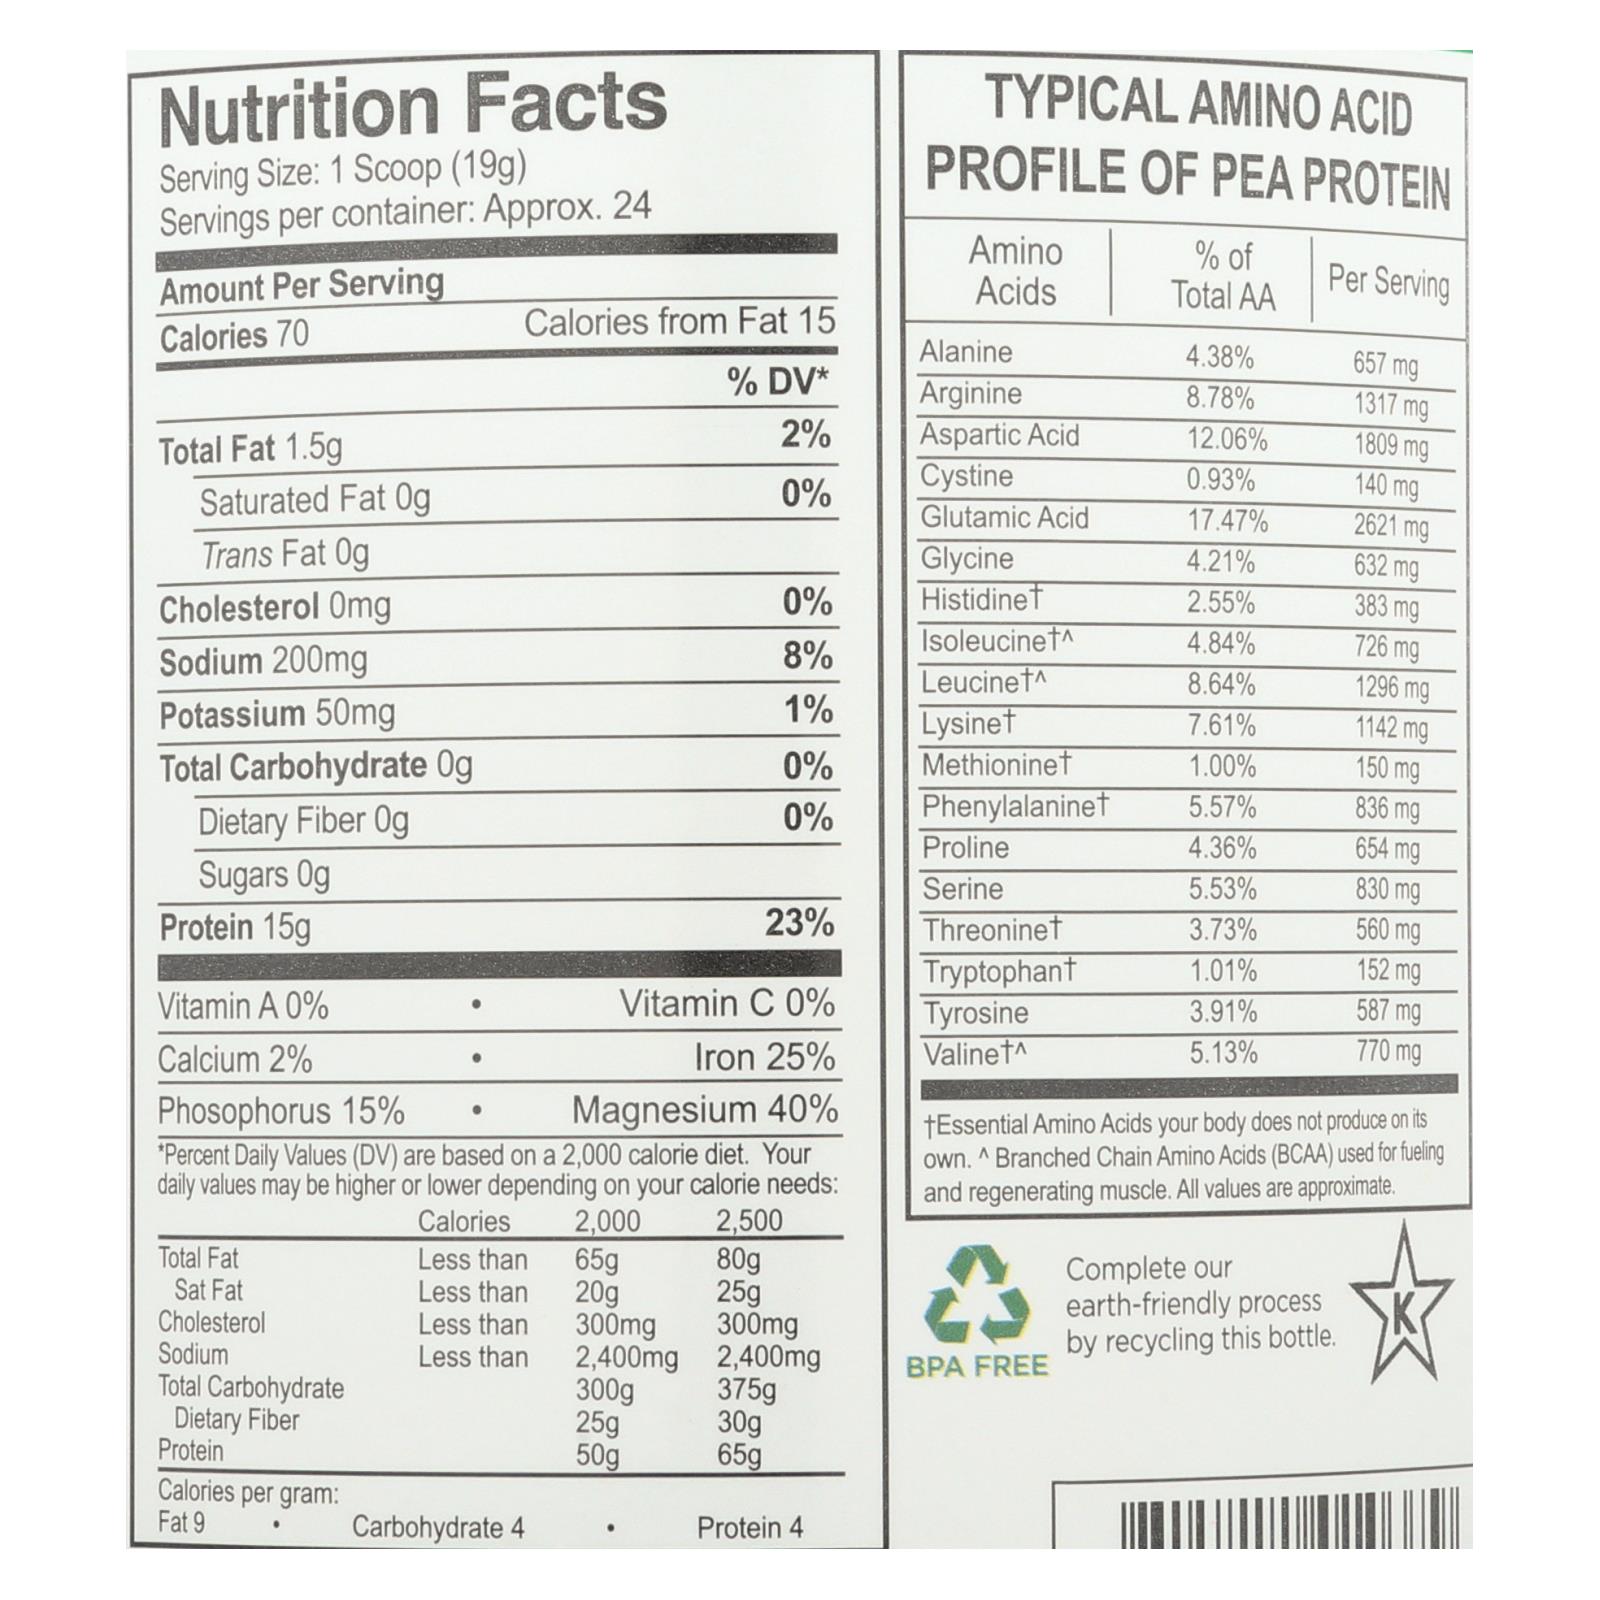 Nutrition Facts
Serving Size: 1 Scoop (19g)
Servings per container: Approx. 24
Amount Per Serving
Calories 70 Calories from Fat 15
% DV*
Total Fat 1.5g 2%
Saturated Fat 0g 0%
Trans Fat 0g
Cholesterol 0mg 0%
Sodium 200mg 8%
Potassium 50mg 1%
Total Carbohydrate 0g 0%
Dietary Fiber 0g 0%
Sugars 0g
Protein 15g 23%
Vitamin A 0% • Vitamin C 0%
Calcium 2% • Iron 25%
Phosophorus 15% • Magnesium 40%
*Percent Daily Values (DV) are based on a 2,000 calorie diet. Your
daily values may be higher or lower depending on your calorie needs:
Calories 2,000 2,500
Total Fat Less than 65g 80g
Sat Fat Less than 20g 25g
Cholesterol Less than 300mg 300mg
Sodium Less than 2,400mg 2,400mg
Total Carbohydrate 300g 375g
Dietary Fiber 25g 30g
Protein 50g 65g
Calories per gram:
Fat 9 • Carbohydrate 4 • Protein 4
TYPICAL AMINO ACID
PROFILE OF PEA PROTEIN
Amino Acids % of Total AA Per Serving
Alanine 4.38% 657 mg
Arginine 8.78% 1317 mg
Aspartic Acid 12.06% 1809 mg
Cystine 0.93% 140 mg
Glutamic Acid 17.47% 2621 mg
Glycine 4.21% 632 mg
Histidine† 2.55% 383 mg
Isoleucine†^ 4.84% 726 mg
Leucine†^ 8.64% 1296 mg
Lysine† 7.61% 1142 mg
Methionine† 1.00% 150 mg
Phenylalanine† 5.57% 836 mg
Proline 4.36% 654 mg
Serine 5.53% 830 mg
Threonine† 3.73% 560 mg
Tryptophan† 1.01% 152 mg
Tyrosine 3.91% 587 mg
Valine†^ 5.13% 770 mg
†Essential Amino Acids your body does not produce on its
own. ^ Branched Chain Amino Acids (BCAA) used for fueling
and regenerating muscle. All values are approximate.
BPA FREE
Complete our
earth-friendly process
by recycling this bottle.
K